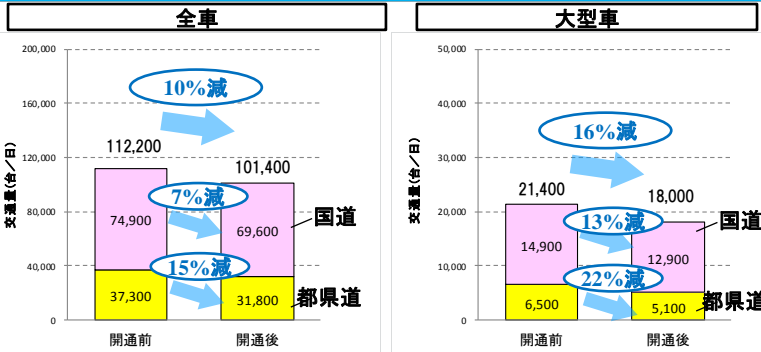 全車
交通量(台/日)
200,000
160,000
120,000
80,000
40,000
0
10%減
112,200
101,400
7%減
74,900
69,600
国道
15%減
37,300
31,800
都県道
開通前
開通後
大型車
交通量(台/日)
50,000
40,000
30,000
20,000
10,000
0
16%減
21,400
18,000
13%減
14,900
12,900
国道
22%減
6,500
5,100
都県道
開通前
開通後